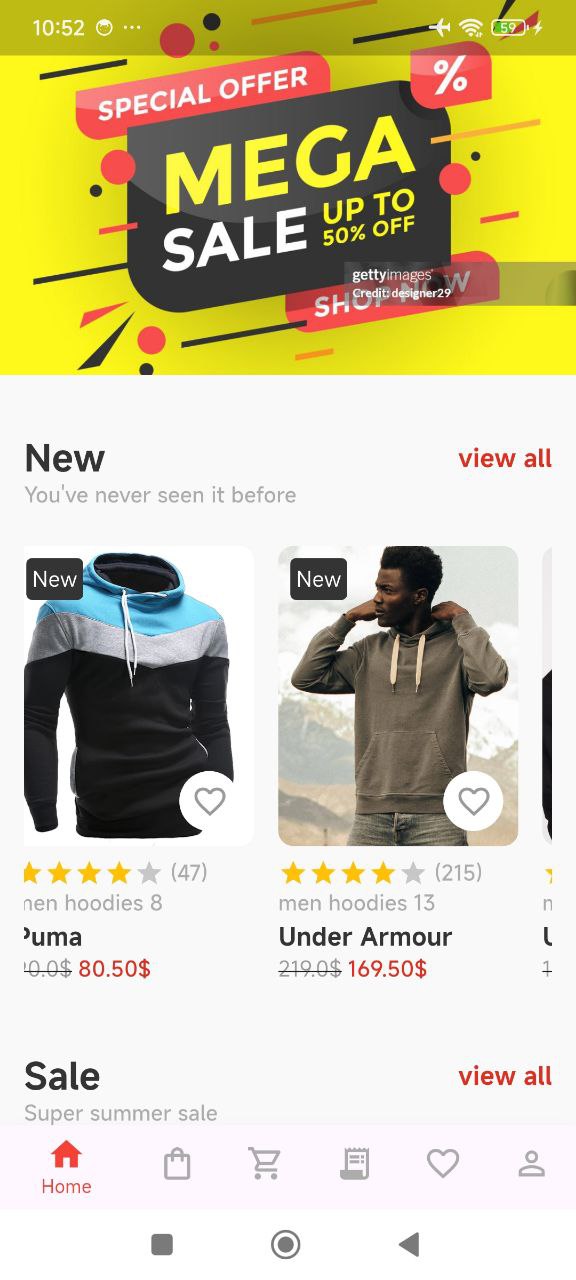 10:52
59
SPECIAL OFFER
%
MEGA
SALE UP TO
50% OFF
SHOP NOW
gettyimages
Credit: designer29
New
view all
You've never seen it before
New
New
(47)
(215)
men hoodies 8
men hoodies 13
Puma
Under Armour
0.0$ 80.50$
219.0$ 169.50$
Sale
view all
Super summer sale
Home